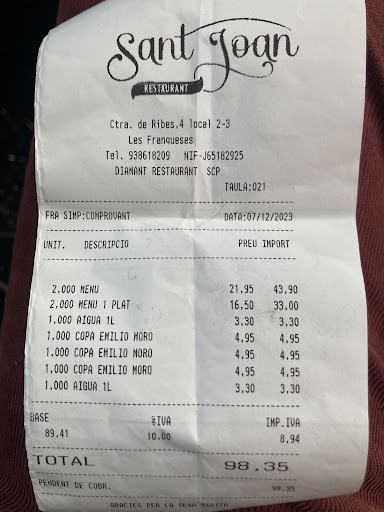 Sant Joan
RESTAURANT
Ctra. de Ribes.4 local 2-3
Les Franqueses
Tel. 938618209 NIF-J65182925
DIAMANT RESTAURANT SCP
TAULA:021
FRA SIMP:COMPROVANT DATA:07/12/2023
UNIT. DESCRIPCIO PREU IMPORT
2.000 MENU 21.95 43.90
2.000 MENU 1 PLAT 16.50 33.00
1.000 AIGUA 1L 3.30 3.30
1.000 COPA EMILIO MORO 4.95 4.95
1.000 COPA EMILIO MORO 4.95 4.95
1.000 COPA EMILIO MORO 4.95 4.95
1.000 AIGUA 1L 3.30 3.30
BASE %IVA IMP.IVA
89.41 10.00 8.94
TOTAL 98.35
PENDENT DE COBR. 98.35
GRACIES PER LA SEVA VISITA